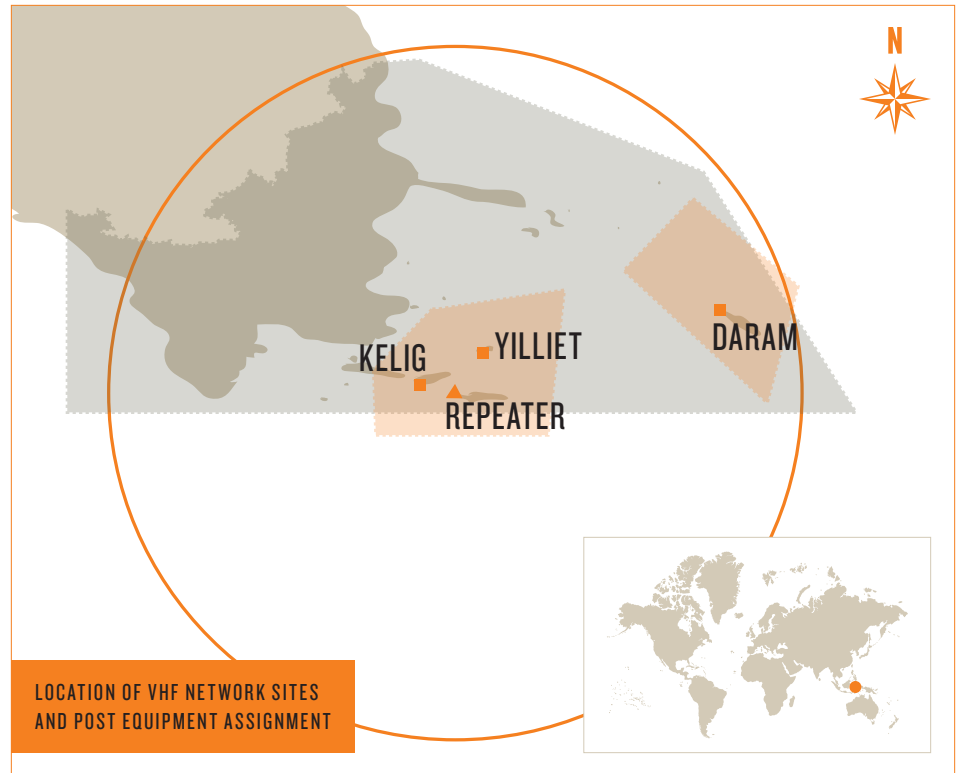 N
YILLIET
DARAM
KELIG
REPEATER
LOCATION OF VHF NETWORK SITES
AND POST EQUIPMENT ASSIGNMENT